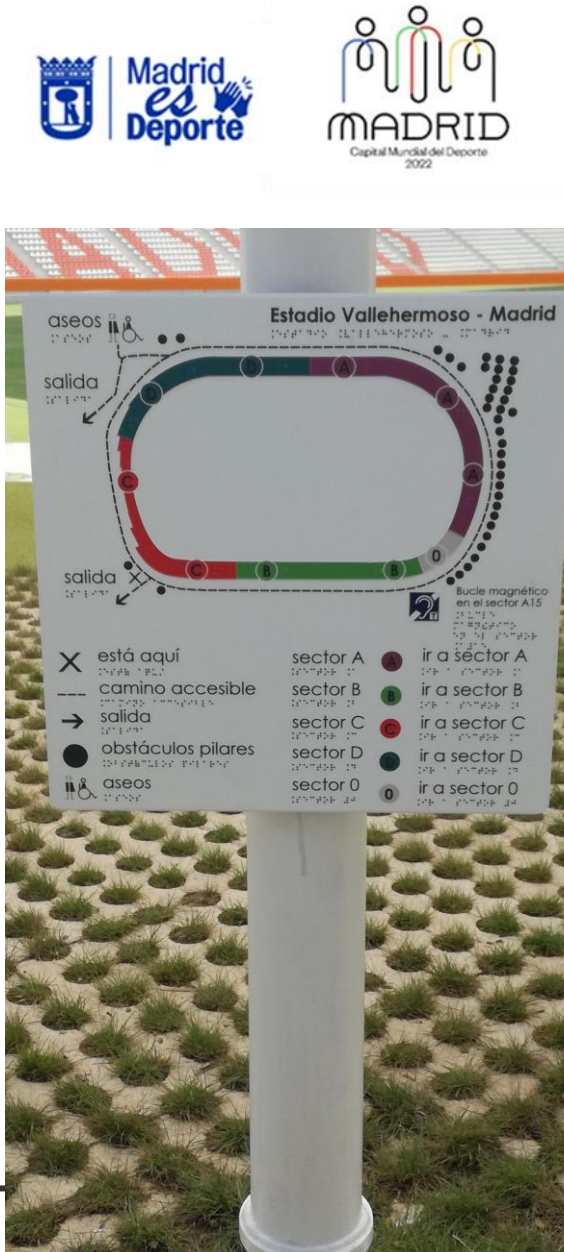 Madrid
es
Deporte
MADRID
Capital Mundial del Deporte
2022
Estadio Vallehermoso - Madrid
aseos
salida
D
D
A
A
A
C
C
B
B
0
salida
Bucle magnético
en el sector A15
está aquí
camino accesible
salida
obstáculos pilares
aseos
sector A
sector B
sector C
sector D
sector 0
A ir a sector A
B ir a sector B
C ir a sector C
D ir a sector D
0 ir a sector 0